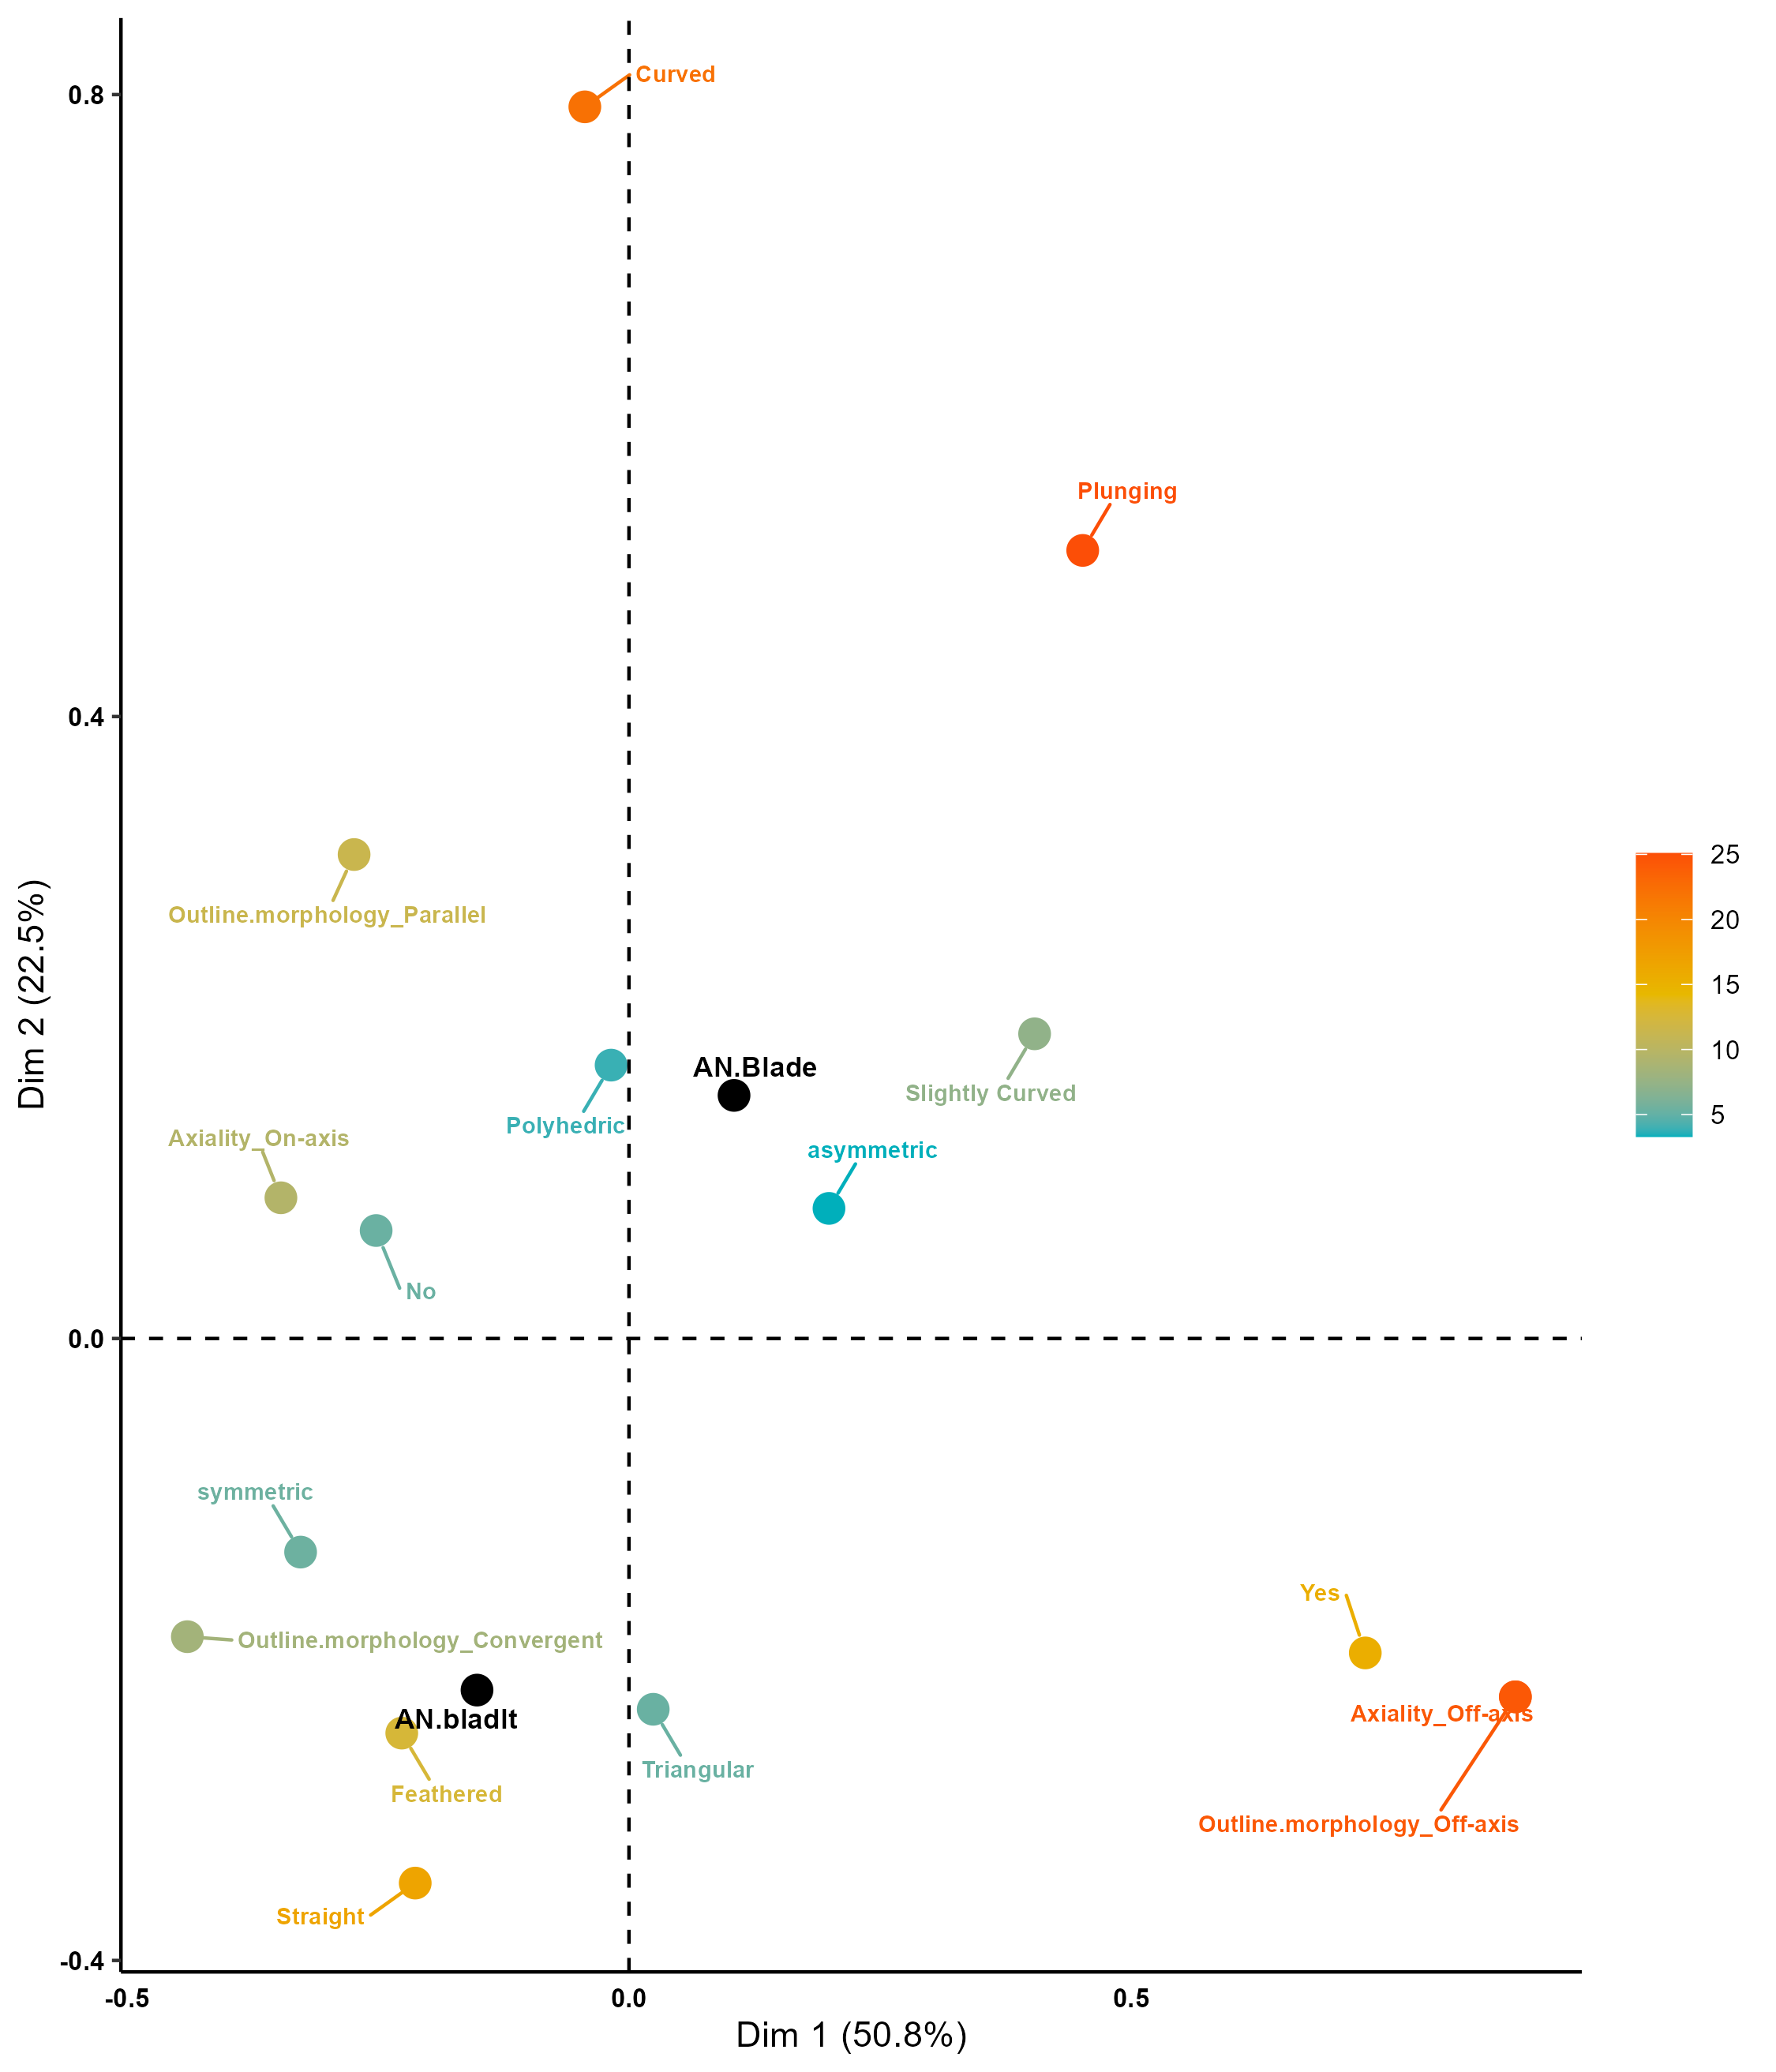 Curved
0.8
Plunging
0.4
25
Outline.morphology_Parallel
20
Dim 2 (22.5%)
15
10
AN.Blade
Slightly Curved
5
Polyhedric
Axiality_On-axis
asymmetric
No
0.0
symmetric
Yes
Outline.morphology_Convergent
Axiality_Off-axis
AN.bladlt
Triangular
Feathered
Outline.morphology_Off-axis
Straight
-0.4
-0.5 0.0 0.5
Dim 1 (50.8%)